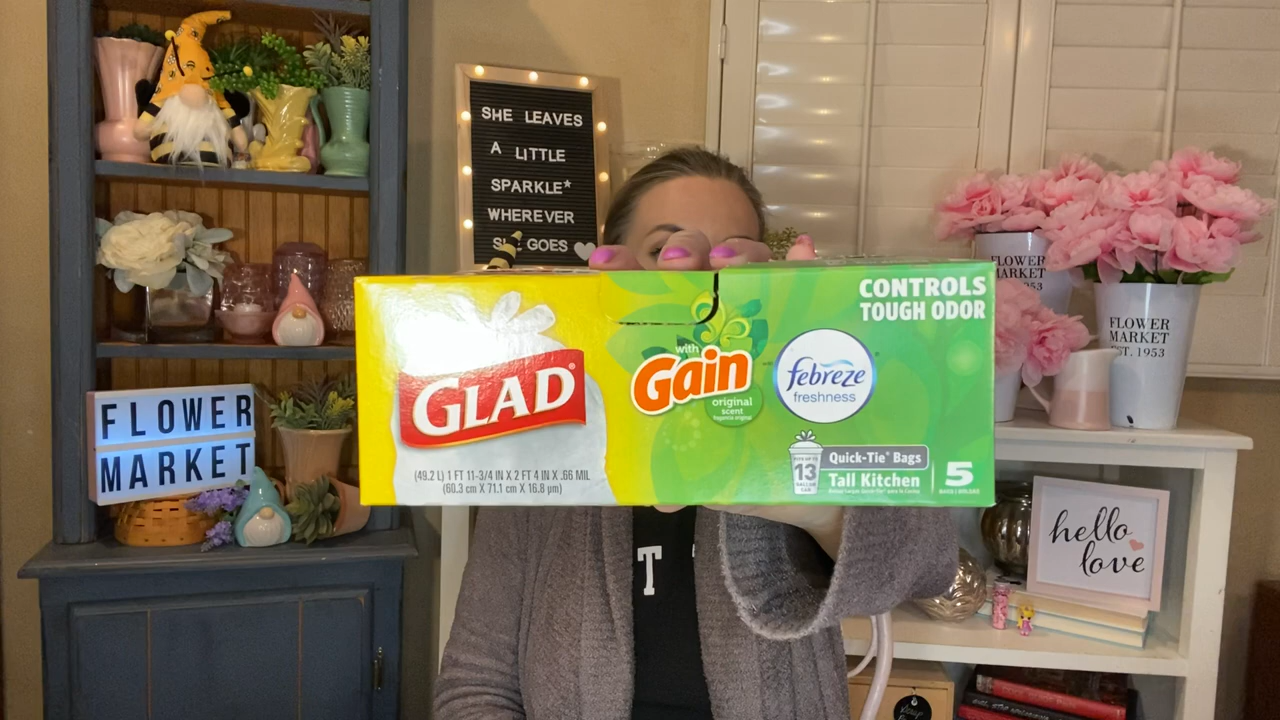 SHE LEAVES
A LITTLE
SPARKLE*
WHEREVER
SHE GOES
FLOWER
MARKET
CONTROLS
TOUGH ODOR
GLAD®
with
Gain
original
scent
febreze
freshness
(49.2 L) 1 FT 11-3/4 IN X 2 FT 4 IN X .66 MIL
(60.3 cm X 71.1 cm X 16.8 µm)
13
GALLON
Quick-Tie® Bags
Tall Kitchen
5
FLOWER
MARKET
FLOWER
MARKET
EST. 1953
hello
love
T